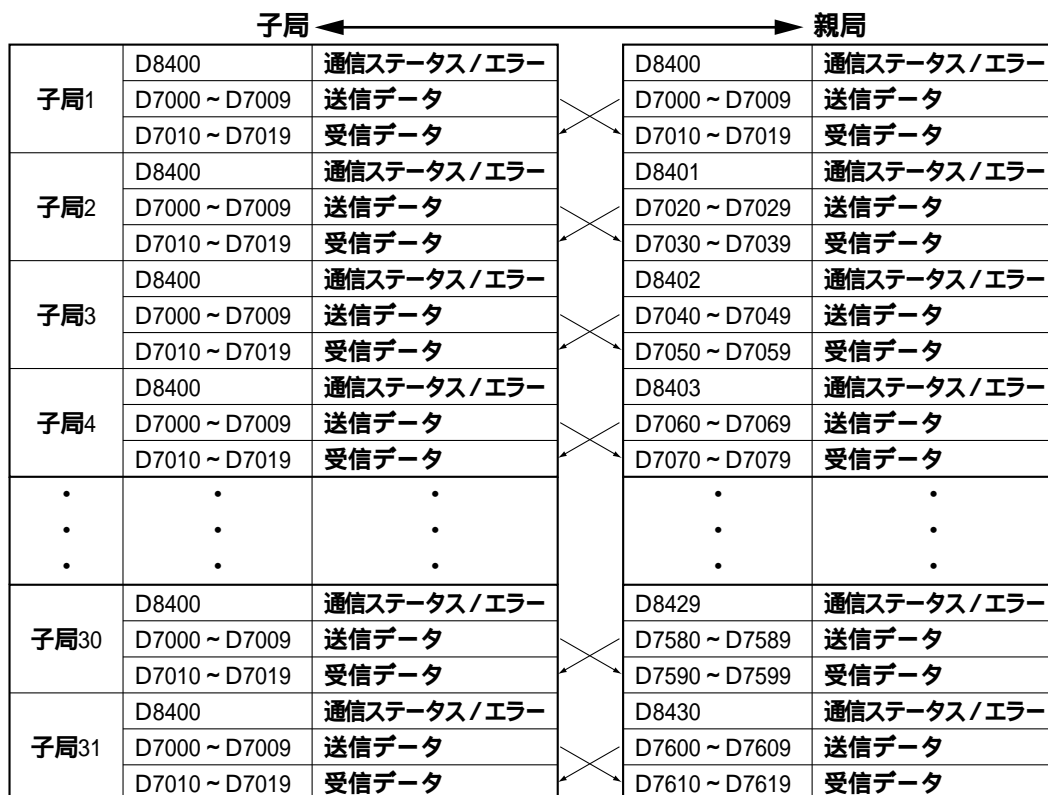 子局 親局
D8400 通信ステータス/エラー D8400 通信ステータス/エラー
子局1 D7000~D7009 送信データ D7000~D7009 送信データ
D7010~D7019 受信データ D7010~D7019 受信データ
D8400 通信ステータス/エラー D8401 通信ステータス/エラー
子局2 D7000~D7009 送信データ D7020~D7029 送信データ
D7010~D7019 受信データ D7030~D7039 受信データ
D8400 通信ステータス/エラー D8402 通信ステータス/エラー
子局3 D7000~D7009 送信データ D7040~D7049 送信データ
D7010~D7019 受信データ D7050~D7059 受信データ
D8400 通信ステータス/エラー D8403 通信ステータス/エラー
子局4 D7000~D7009 送信データ D7060~D7069 送信データ
D7010~D7019 受信データ D7070~D7079 受信データ
・ ・ ・ ・ ・
・ ・ ・ ・ ・
・ ・ ・ ・ ・
D8400 通信ステータス/エラー D8429 通信ステータス/エラー
子局30 D7000~D7009 送信データ D7580~D7589 送信データ
D7010~D7019 受信データ D7590~D7599 受信データ
D8400 通信ステータス/エラー D8430 通信ステータス/エラー
子局31 D7000~D7009 送信データ D7600~D7609 送信データ
D7010~D7019 受信データ D7610~D7619 受信データ